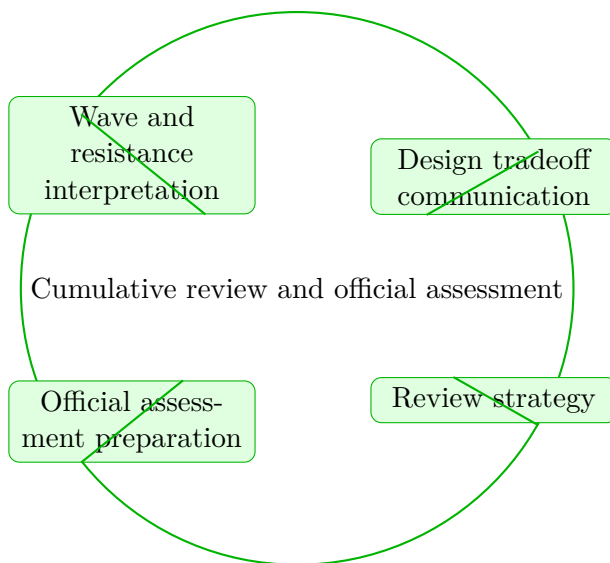 Wave and
resistance
interpretation
Design tradeoff
communication
Cumulative review and official assessment
Official assess-
ment preparation
Review strategy